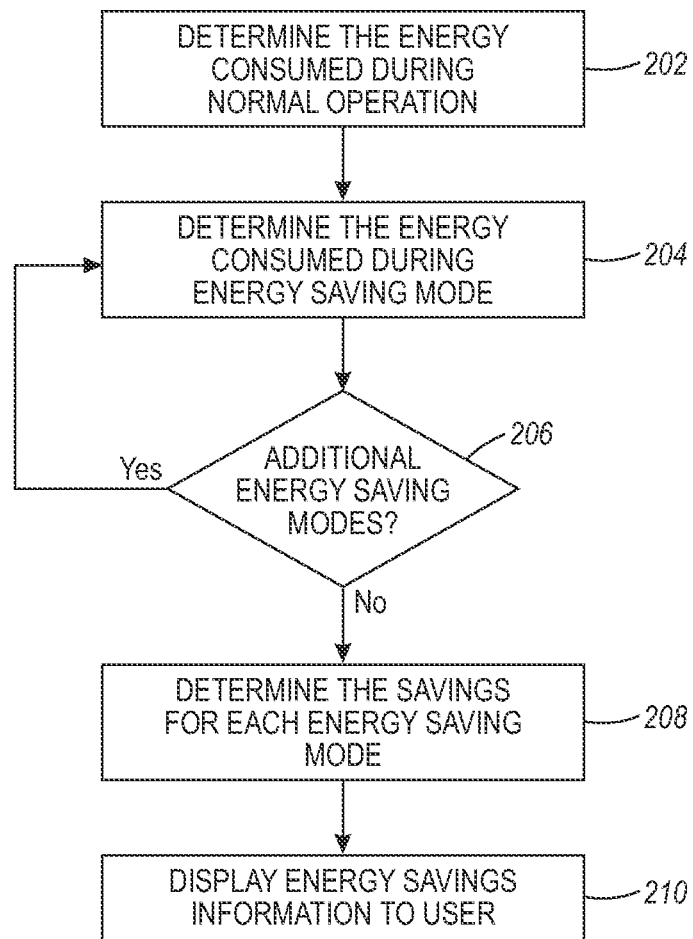 DETERMINE THE ENERGY
CONSUMED DURING
NORMAL OPERATION
202
DETERMINE THE ENERGY
CONSUMED DURING
ENERGY SAVING MODE
204
206
Yes
ADDITIONAL
ENERGY SAVING
MODES?
No
DETERMINE THE SAVINGS
FOR EACH ENERGY SAVING
MODE
208
DISPLAY ENERGY SAVINGS
INFORMATION TO USER
210